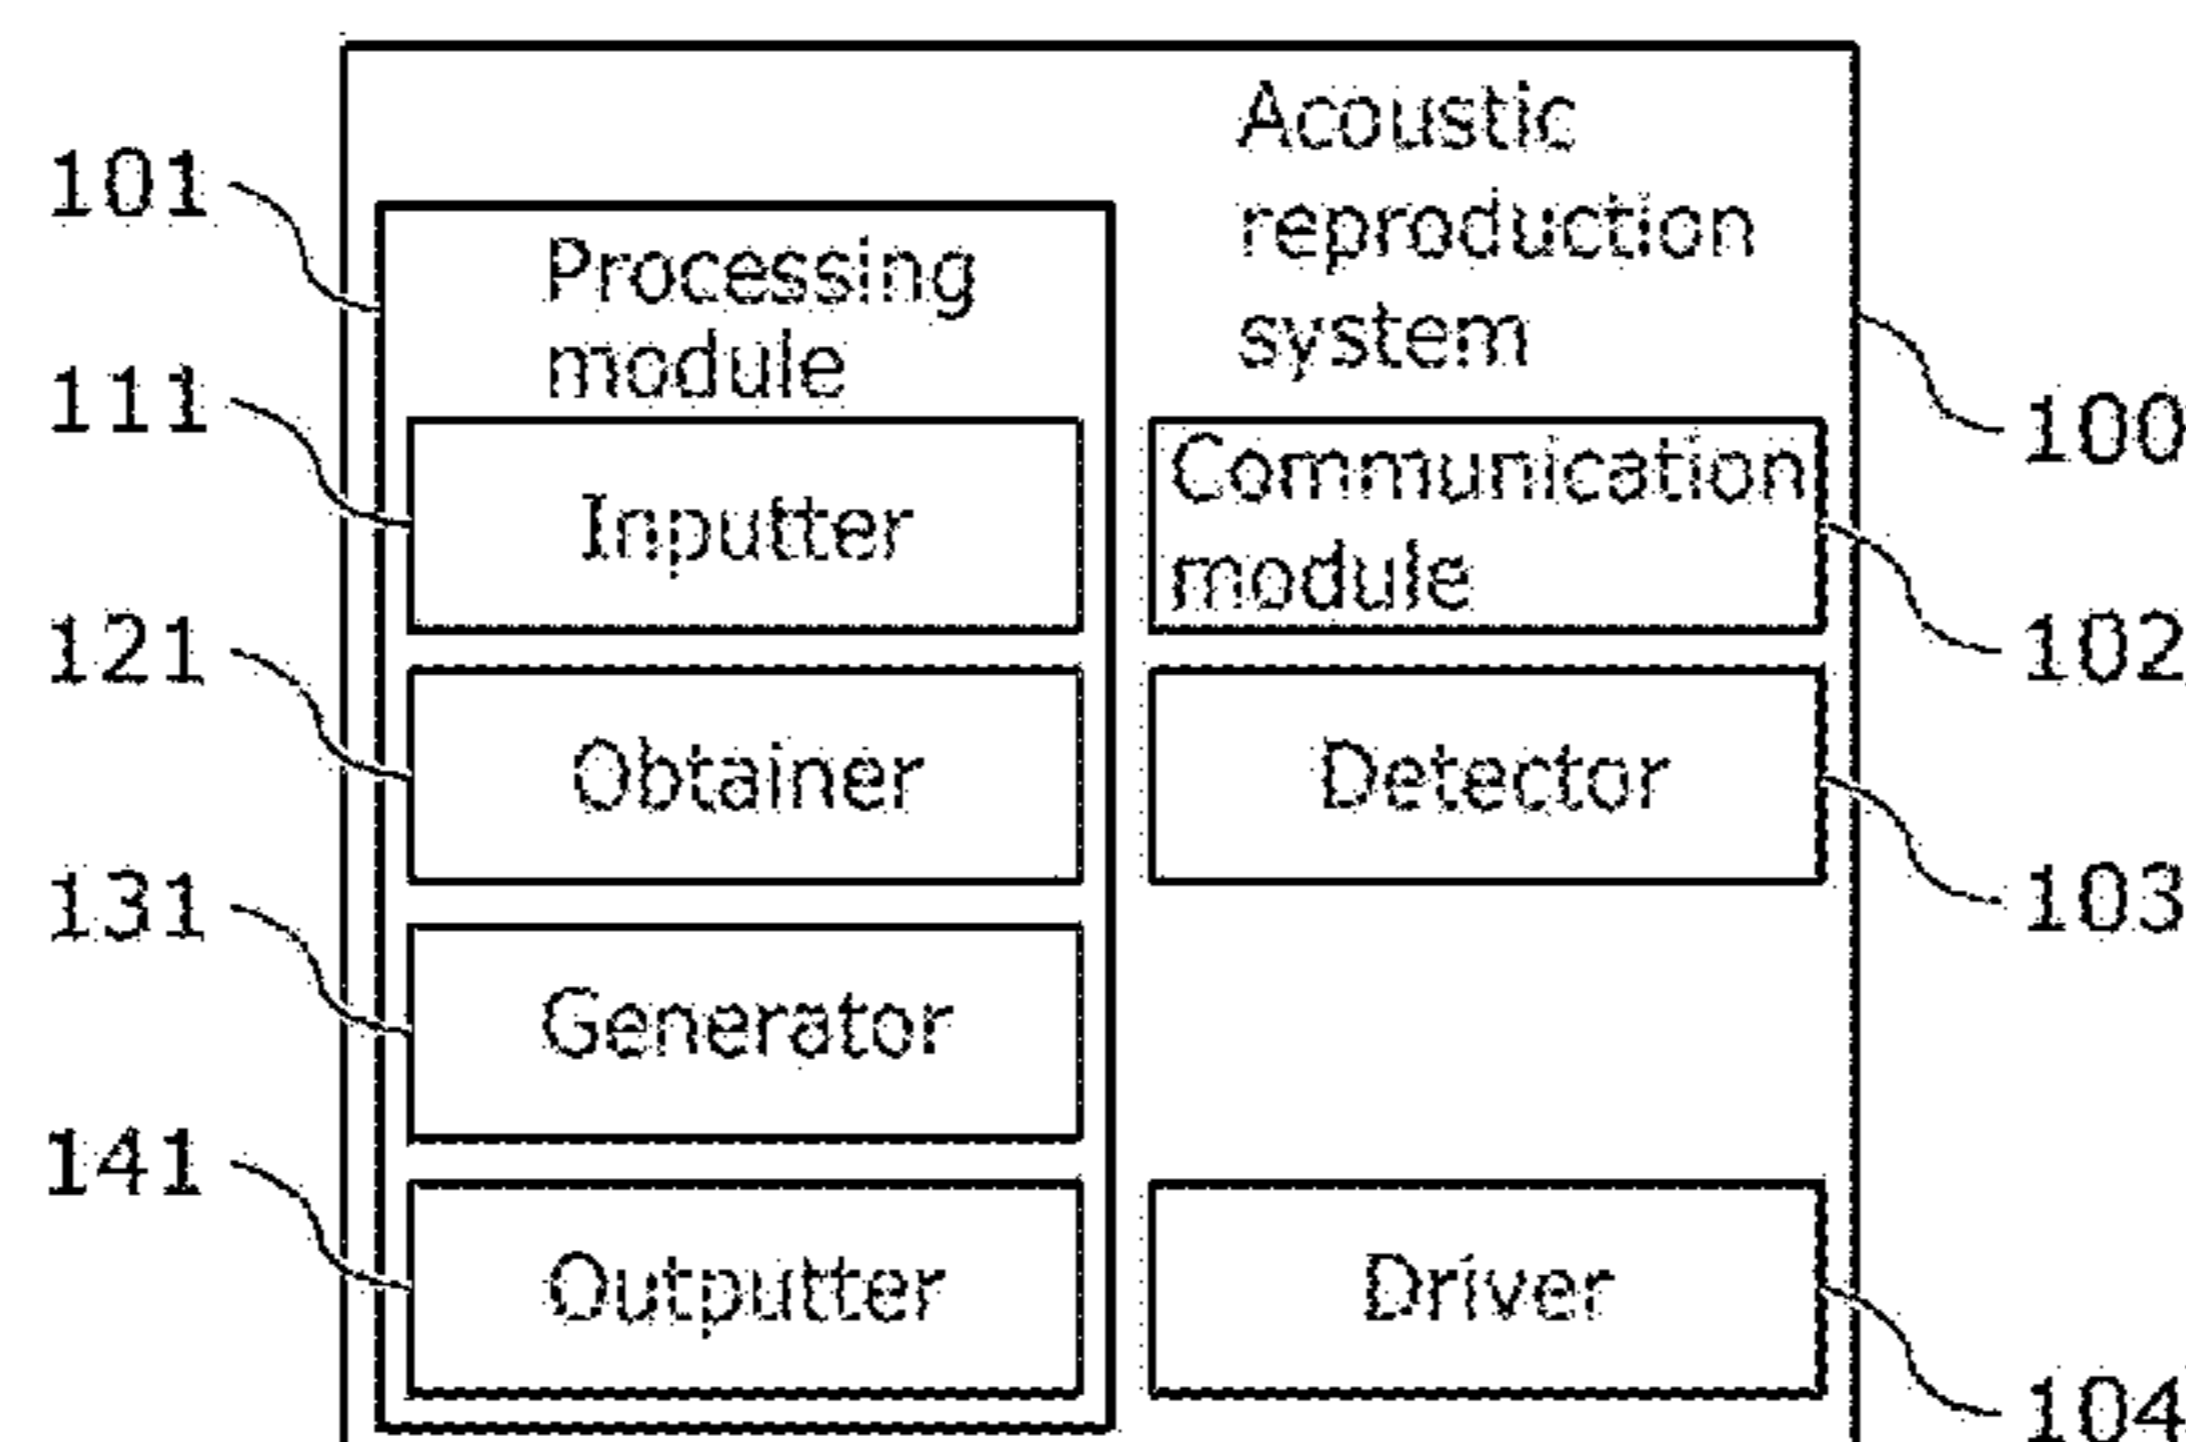 Acoustic
reproduction
system
100
101
Processing
module
111
Inputter
121
Obtainer
131
Generator
141
Outputter
Communication
module
102
Detector
103
Driver
104